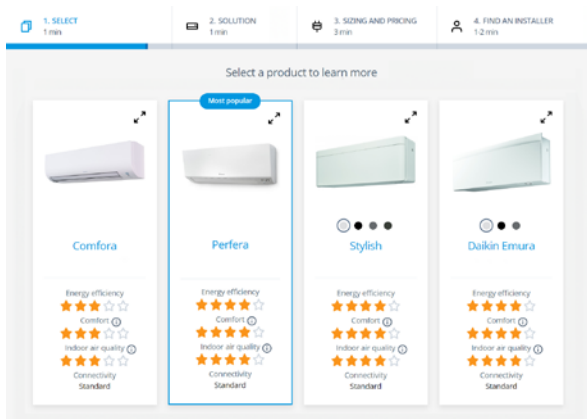 1. SELECT
1 min
2. SOLUTION
1 min
3. SIZING AND PRICING
3 min
4. FIND AN INSTALLER
1-2 min
Select a product to learn more
Most popular
Comfora
Energy efficiency
Comfort
Indoor air quality
Connectivity
Standard
Perfera
Energy efficiency
Comfort
Indoor air quality
Connectivity
Standard
Stylish
Energy efficiency
Comfort
Indoor air quality
Connectivity
Standard
Daikin Emura
Energy efficiency
Comfort
Indoor air quality
Connectivity
Standard